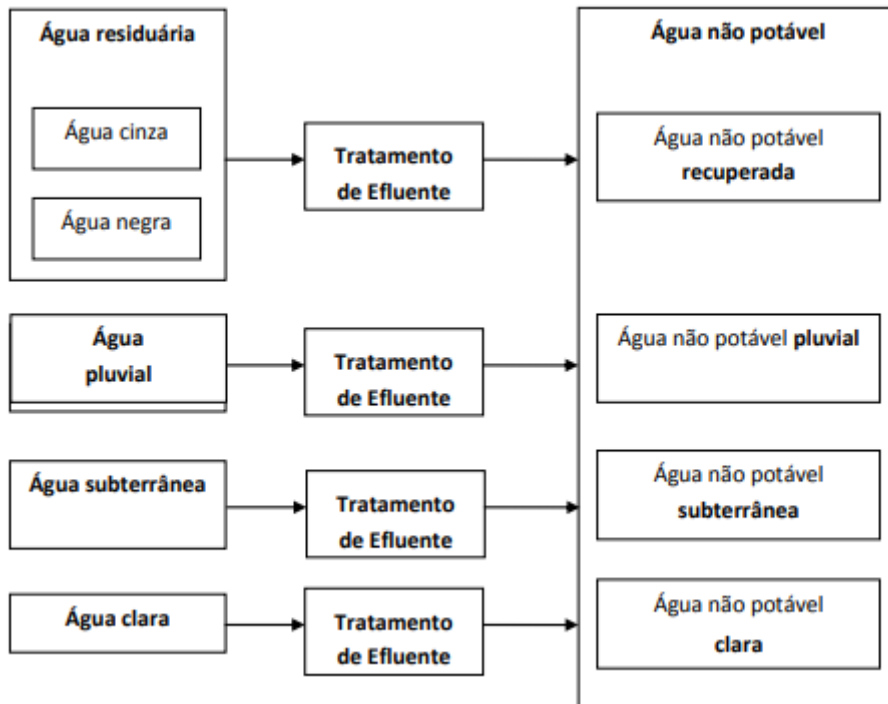 Água residuária
Água cinza
Água negra
Tratamento
de Efluente
Água não potável
Água não potável
recuperada
Água
pluvial
Tratamento
de Efluente
Água não potável pluvial
Água subterrânea
Tratamento
de Efluente
Água não potável
subterrânea
Água clara
Tratamento
de Efluente
Água não potável
clara